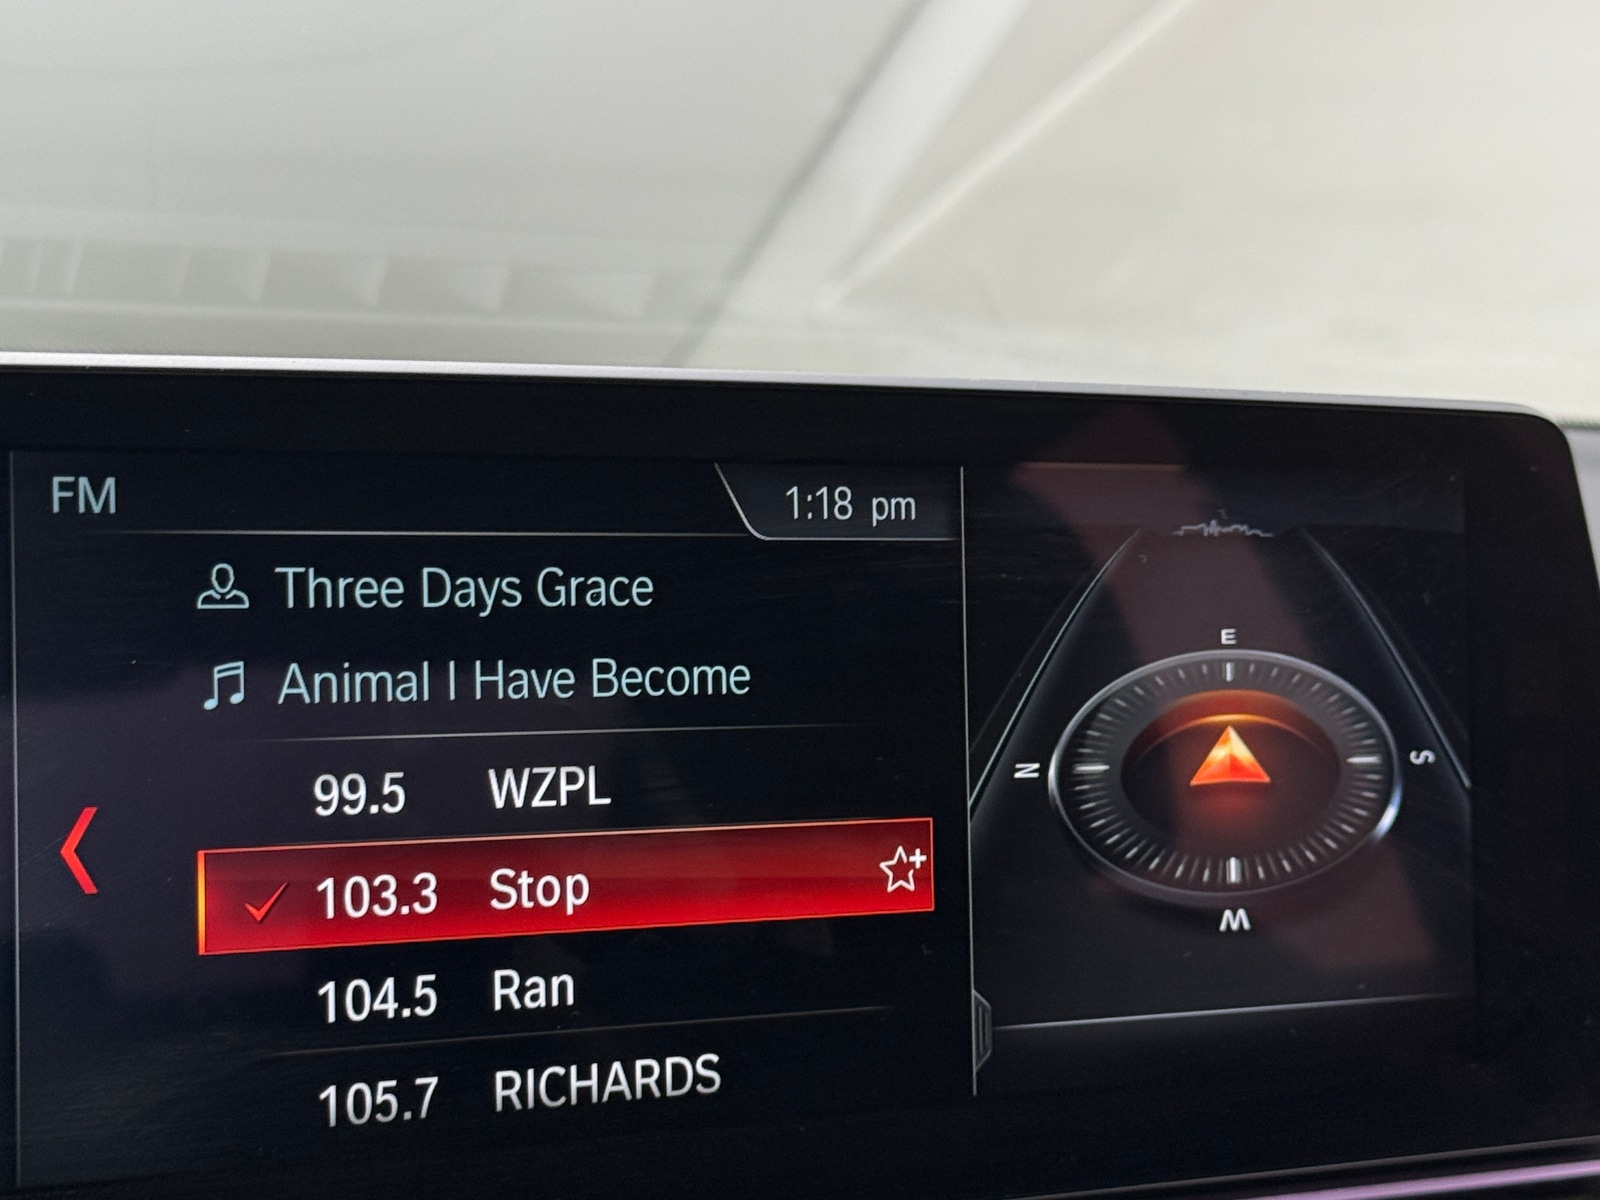 FM
1:18 pm
Three Days Grace
Animal I Have Become
99.5 WZPL
103.3 Stop
104.5 Ran
105.7 RICHARDS
E
N
S
W